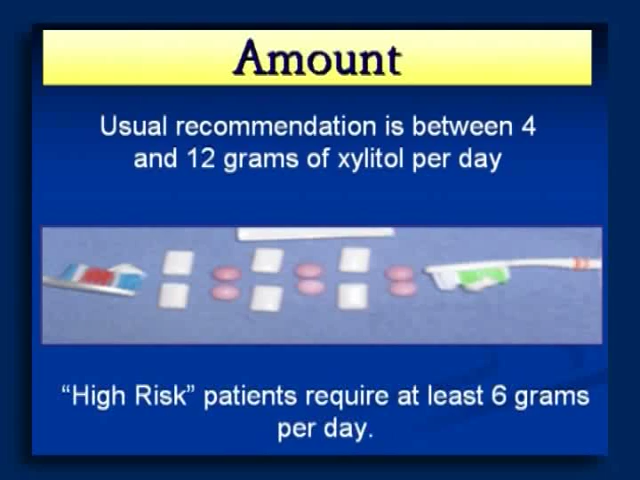 Amount
Usual recommendation is between 4
and 12 grams of xylitol per day
“High Risk” patients require at least 6 grams
per day.